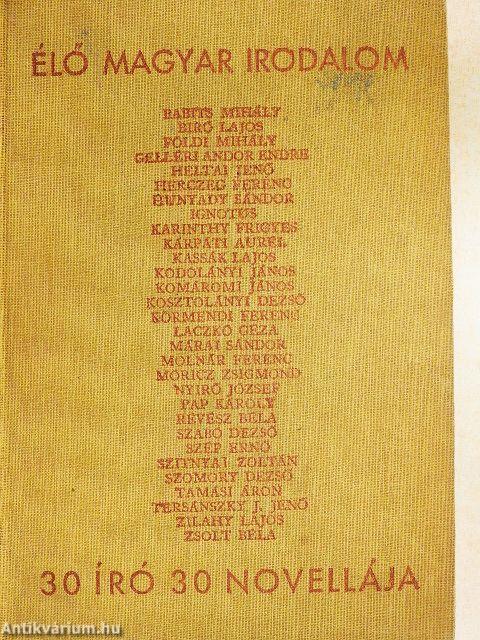 ÉLŐ MAGYAR IRODALOM
BABITS MIHÁLY
BIRÓ LAJOS
FÖLDI MIHÁLY
GELLÉRI ANDOR ENDRE
HELTAI JENŐ
HERCZEG FERENC
HUNYADY SÁNDOR
IGNOTUS
KARINTHY FRIGYES
KÁRPÁTI AURÉL
KASSÁK LAJOS
KODOLÁNYI JÁNOS
KOMÁROMI JÁNOS
KOSZTOLÁNYI DEZSŐ
KÖRMENDI FERENC
LACZKÓ GÉZA
MÁRAI SÁNDOR
MOLNÁR FERENC
MÓRICZ ZSIGMOND
NYIRŐ JÓZSEF
PAP KÁROLY
RÉVÉSZ BÉLA
SZABÓ DEZSŐ
SZÉP ERNŐ
SZITNYAI ZOLTÁN
SZOMORY DEZSŐ
TAMÁSI ÁRON
TERSÁNSZKY J. JENŐ
ZILAHY LAJOS
ZSOLT BÉLA
30 ÍRÓ 30 NOVELLÁJA
Antikvárium.hu